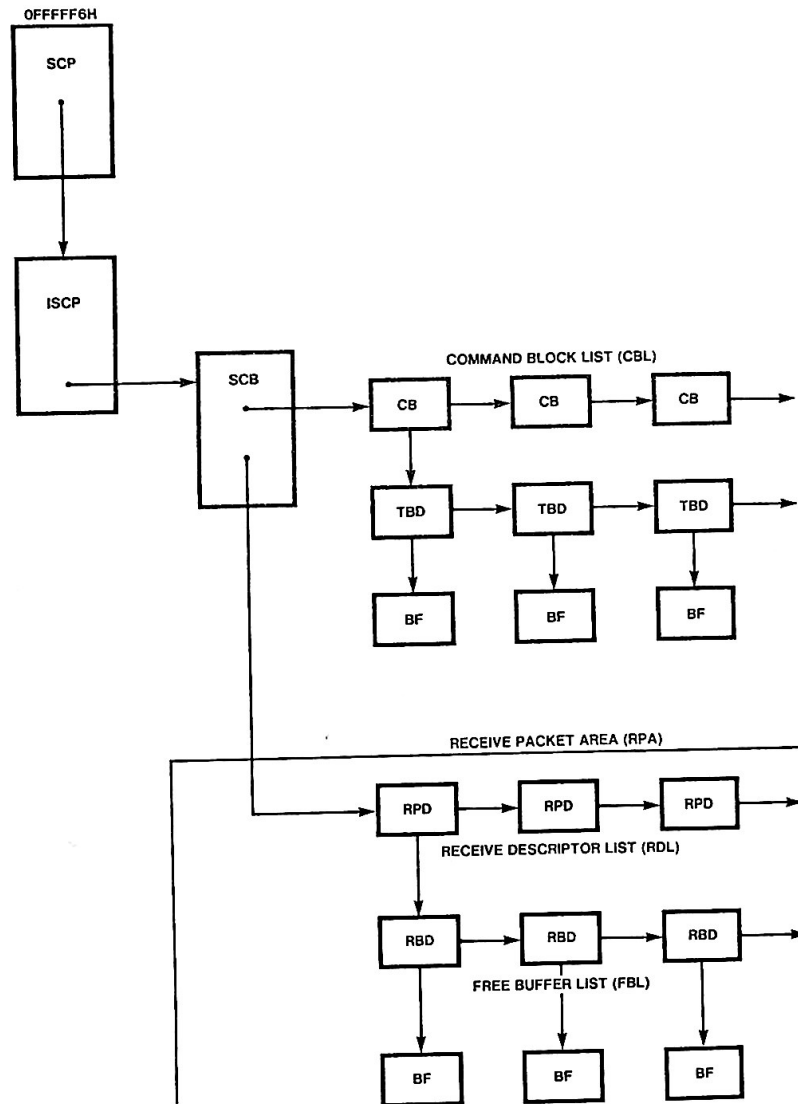 0FFFFF6H
SCP
ISCP
SCB
COMMAND BLOCK LIST (CBL)
CB CB CB
TBD TBD TBD
BF BF BF
RECEIVE PACKET AREA (RPA)
RPD RPD RPD
RECEIVE DESCRIPTOR LIST (RDL)
RBD RBD RBD
FREE BUFFER LIST (FBL)
BF BF BF